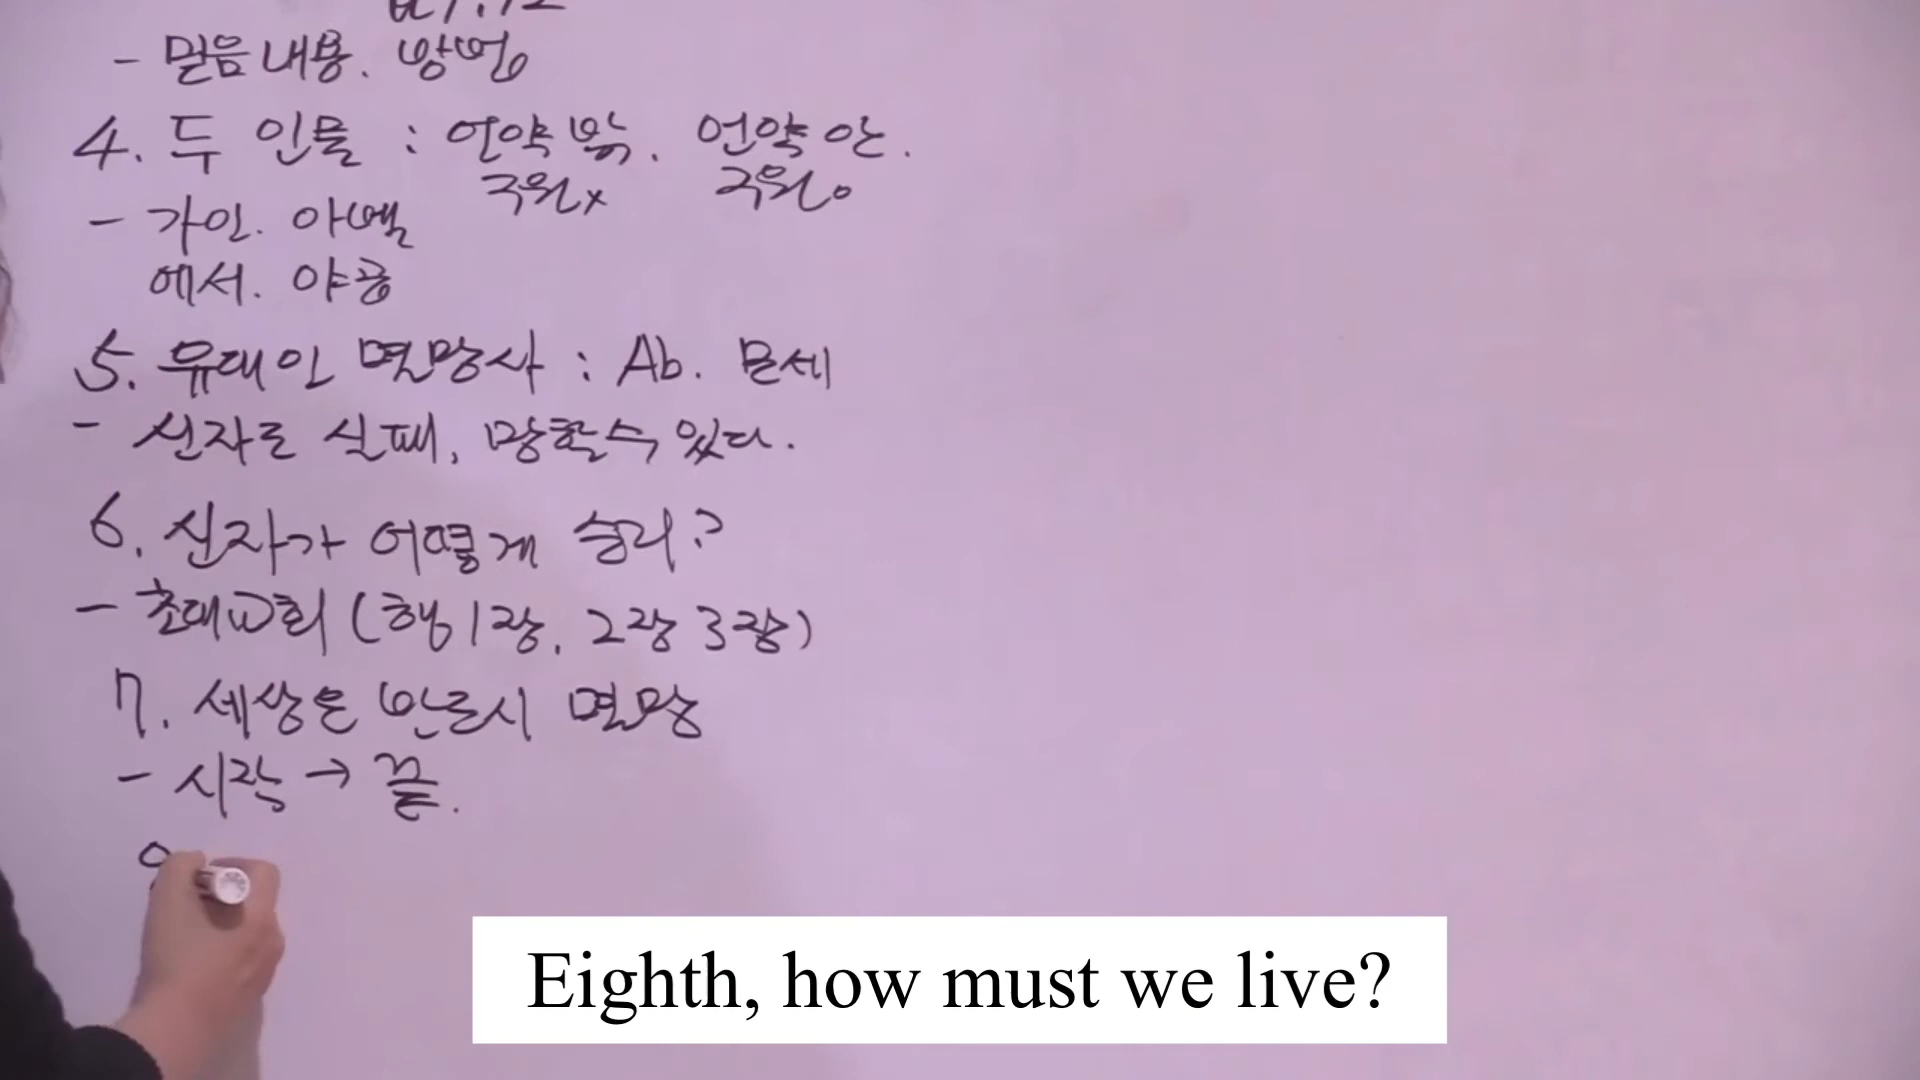 - 믿음내용. 방법
4. 두 인물 : 언약밖. 언약안.
구원x 구원o
- 가인. 아벨
에서. 야곱
5. 유대인 멸망사 : Ab. 모세
- 신자로 실패, 망할수있다.
6. 신자가 어떻게 승리?
- 초대교회 (행1장, 2장 3장)
7. 세상은 반드시 멸망
- 시작 → 끝.
Eighth, how must we live?